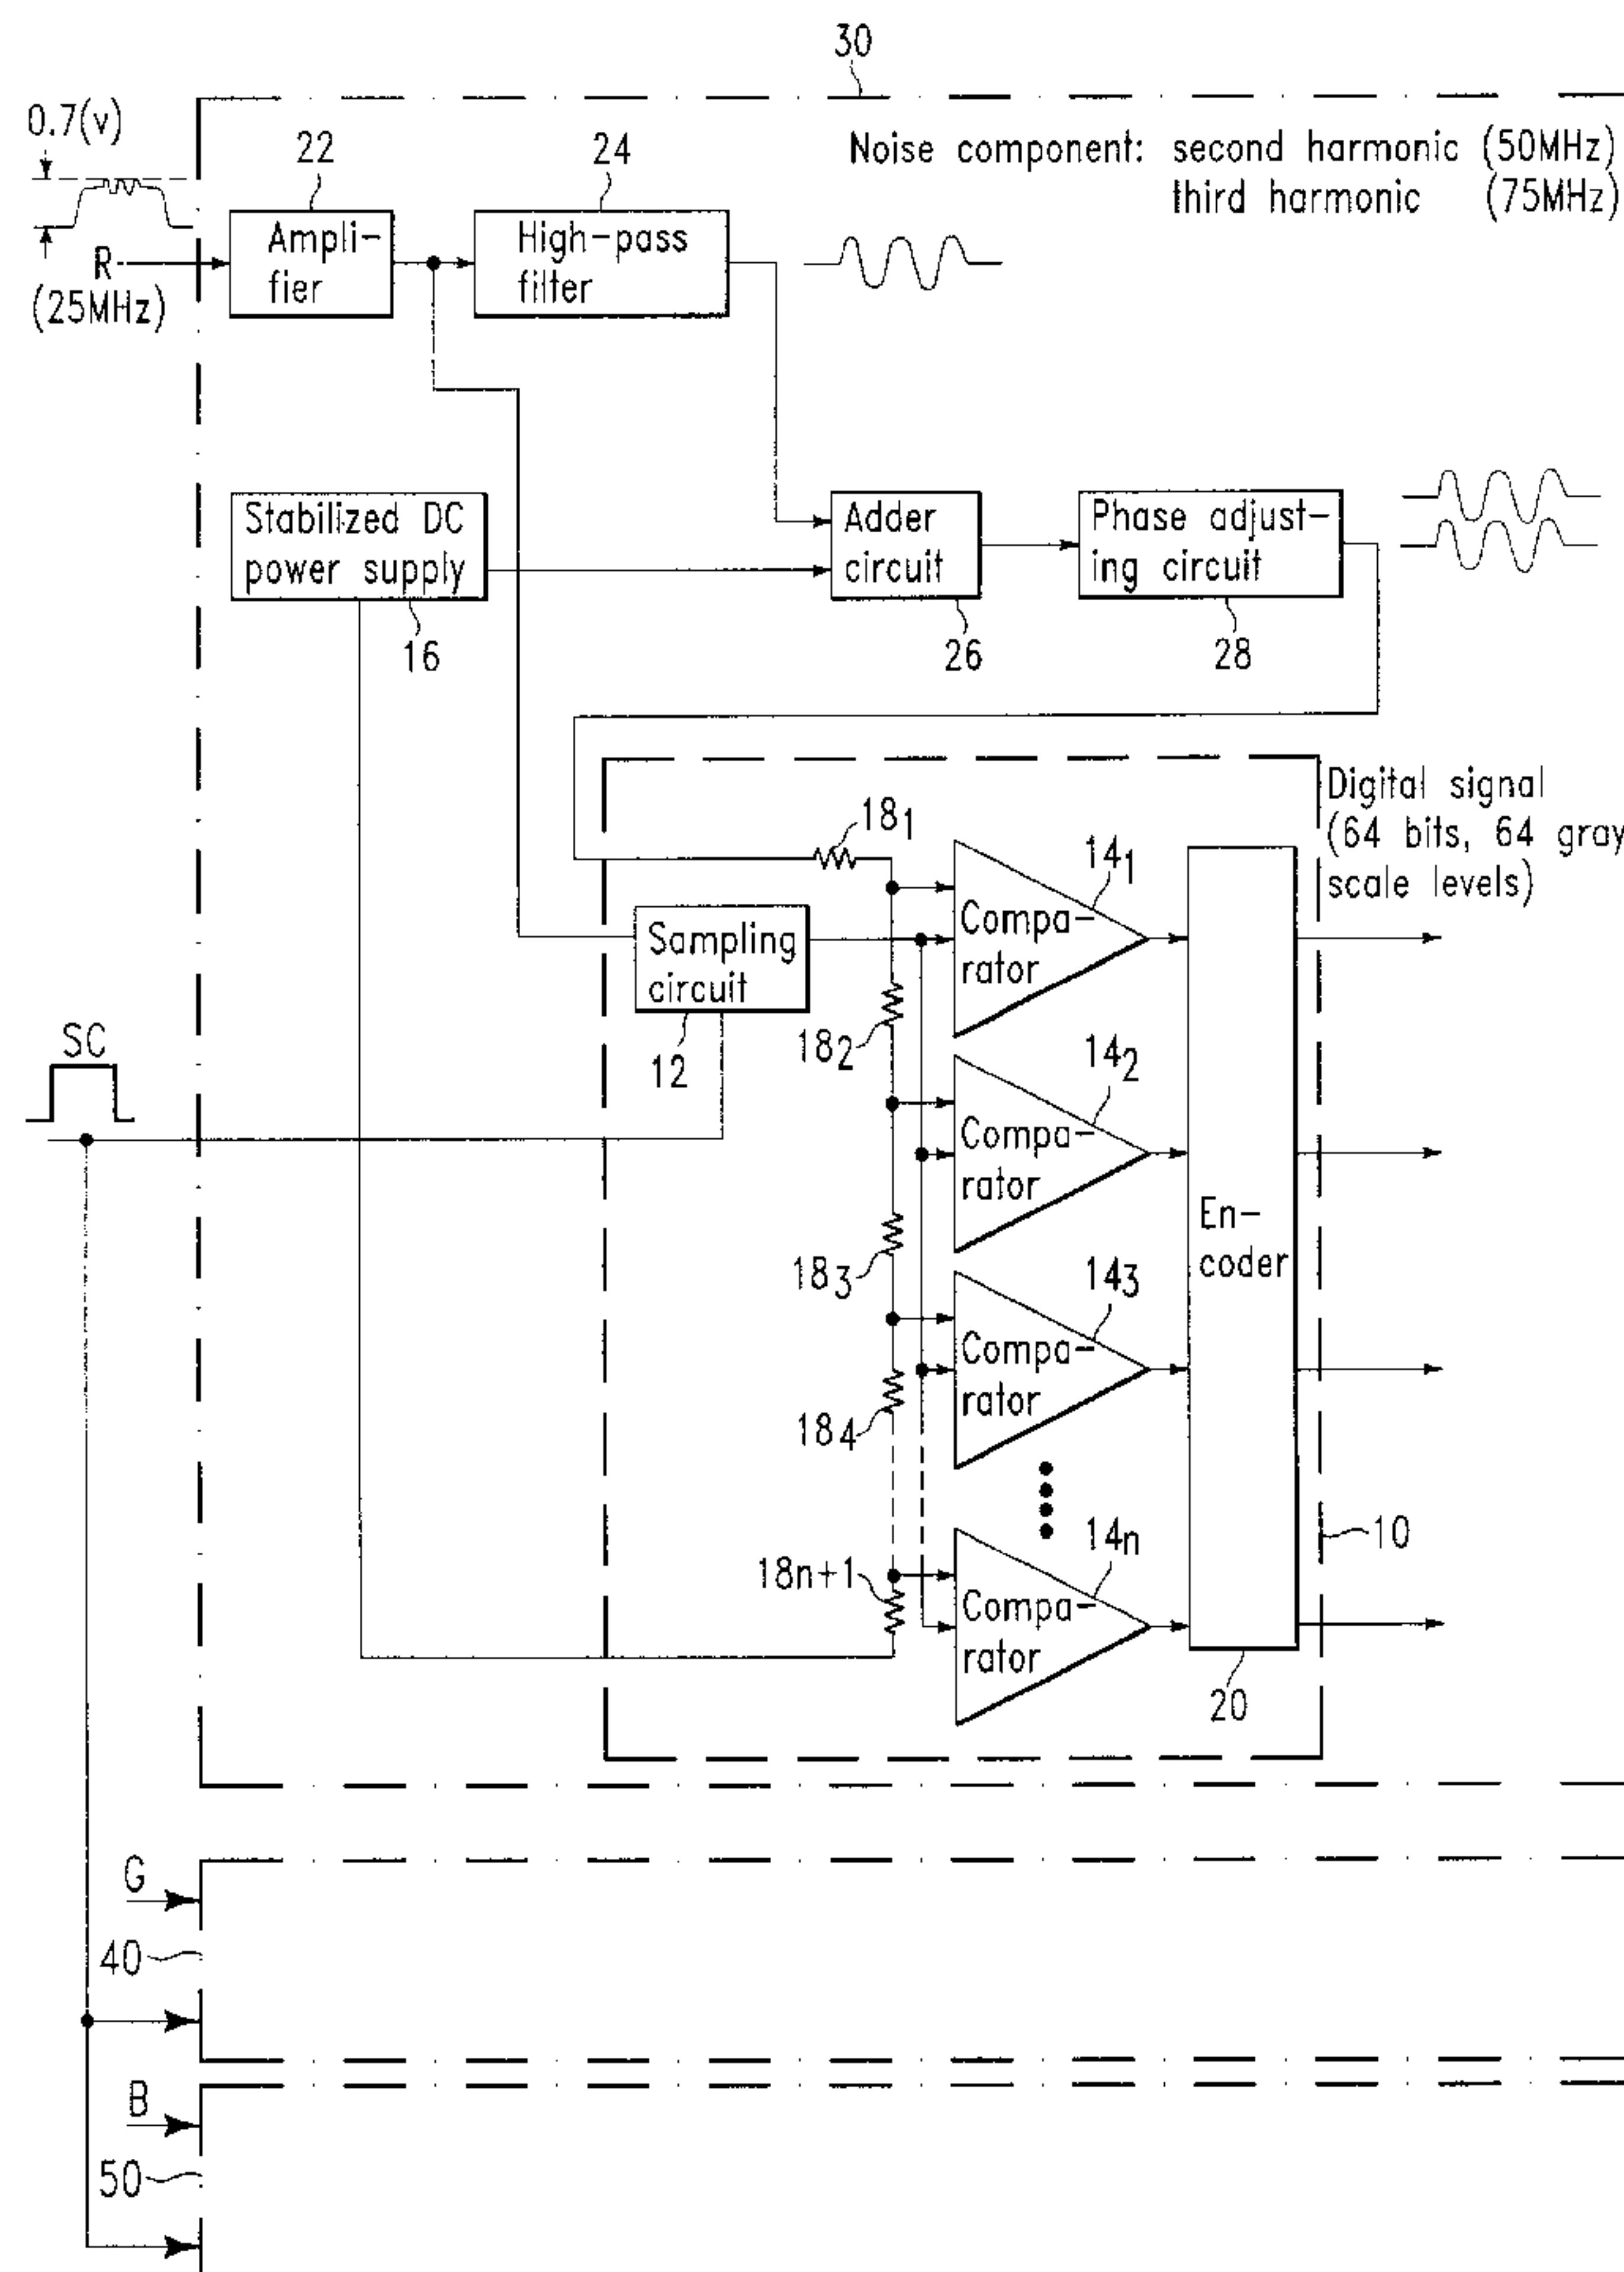 30
0.7(v)
22
24
Noise component: second harmonic (50MHz)
third harmonic (75MHz)
Ampli-
fier
High-pass
filter
R
(25MHz)
Stabilized DC
power supply
Adder
circuit
Phase adjust-
ing circuit
16
26
28
Digital signal
(64 bits, 64 gray
scale levels)
18₁
14₁
Compa-
rator
Sampling
circuit
12
18₂
SC
14₂
Compa-
rator
18₃
14₃
Compa-
rator
18₄
En-
coder
14n
18n+1
Compa-
rator
10
20
G
40
B
50